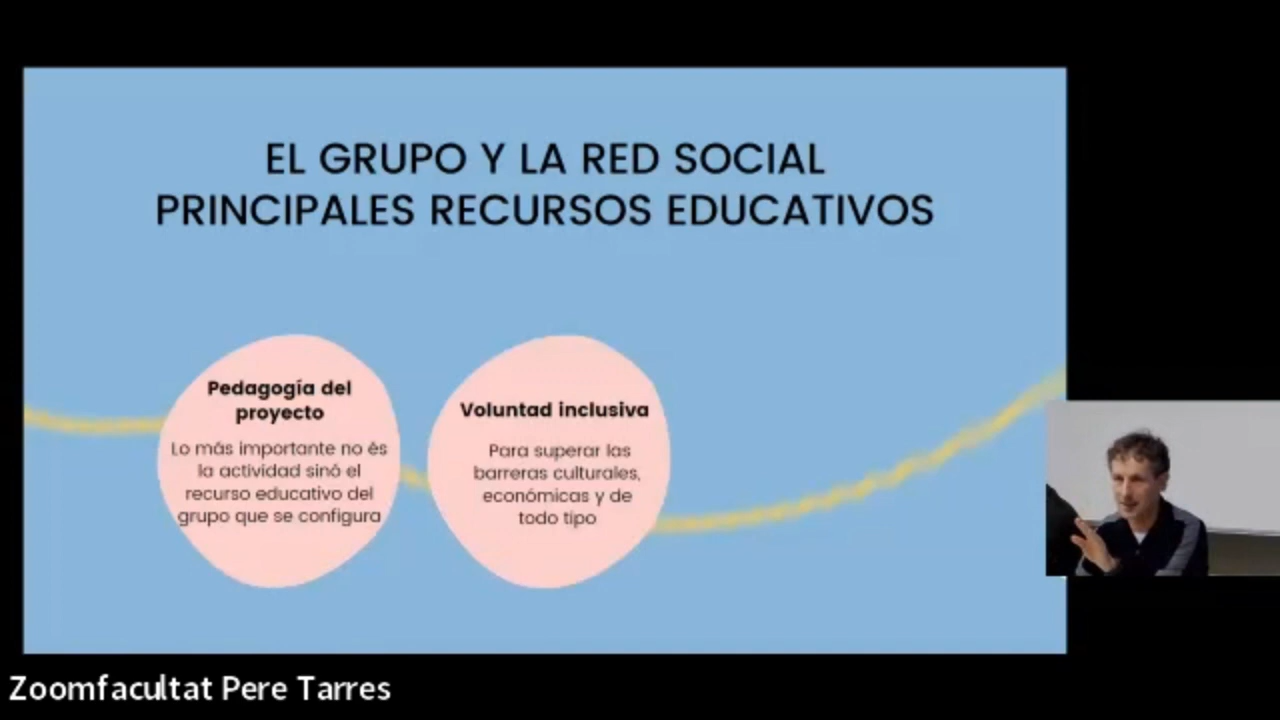 EL GRUPO Y LA RED SOCIAL
PRINCIPALES RECURSOS EDUCATIVOS
Pedagogía del
proyecto
Lo más importante no és
la actividad sinó el
recurso educativo del
grupo que se configura
Voluntad inclusiva
Para superar las
barreras culturales,
económicas y de
todo tipo
Zoomfacultat Pere Tarres